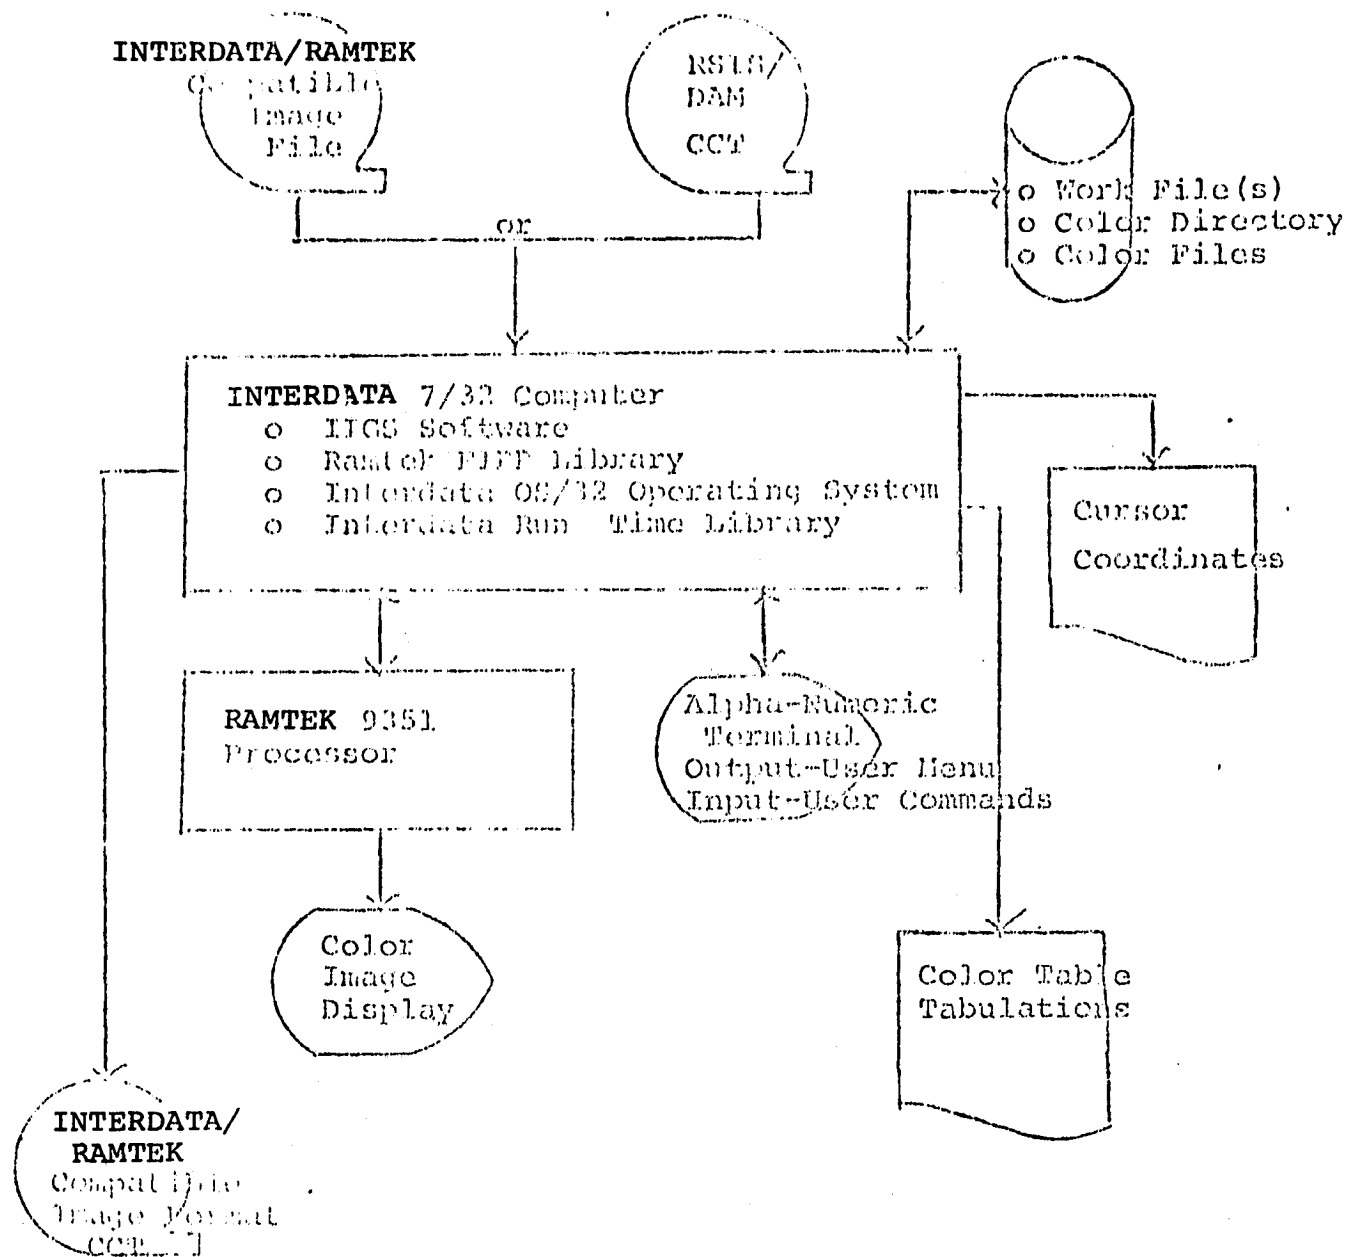 INTERDATA/RAMTEK
Compatible
Image
File
RSIS/
DAM
CCT
or
o Work File(s)
o Color Directory
o Color Files
INTERDATA 7/32 Computer
o IIGS Software
o Ramtek Library
o Interdata OS/32 Operating System
o Interdata Run Time Library
Cursor
Coordinates
RAMTEK 9351
Processor
Alpha-Numeric
Terminal
Output-User Menu
Input-User Commands
Color
Image
Display
Color Table
Tabulations
INTERDATA/
RAMTEK
Compatible
Image Format
CCT